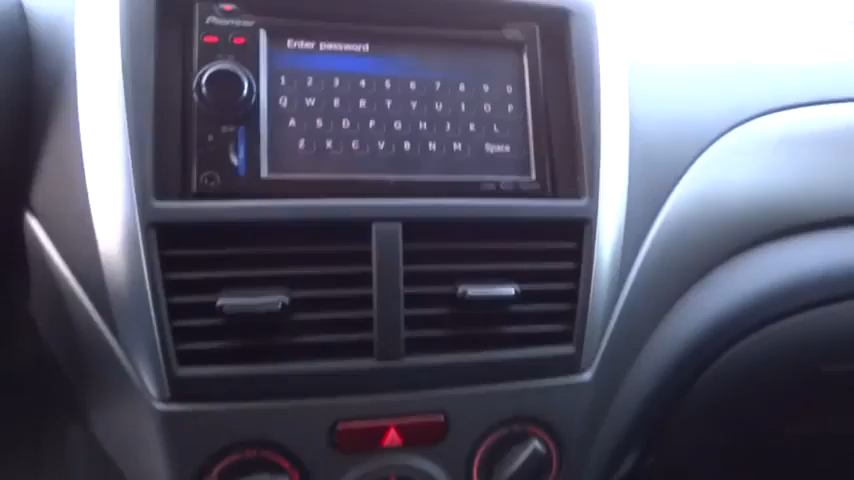 Pioneer
Enter password
1 2 3 4 5 6 7 8 9 0
Q W E R T Y U I O P
A S D F G H J K L
Z X C V B N M Space